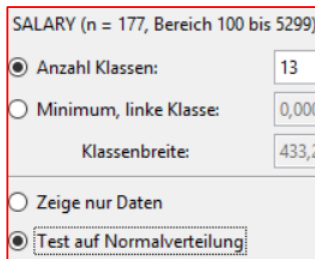 SALARY (n = 177, Bereich 100 bis 5299)
Anzahl Klassen: 13
Minimum, linke Klasse: 0,000
Klassenbreite: 433,2
Zeige nur Daten
Test auf Normalverteilung